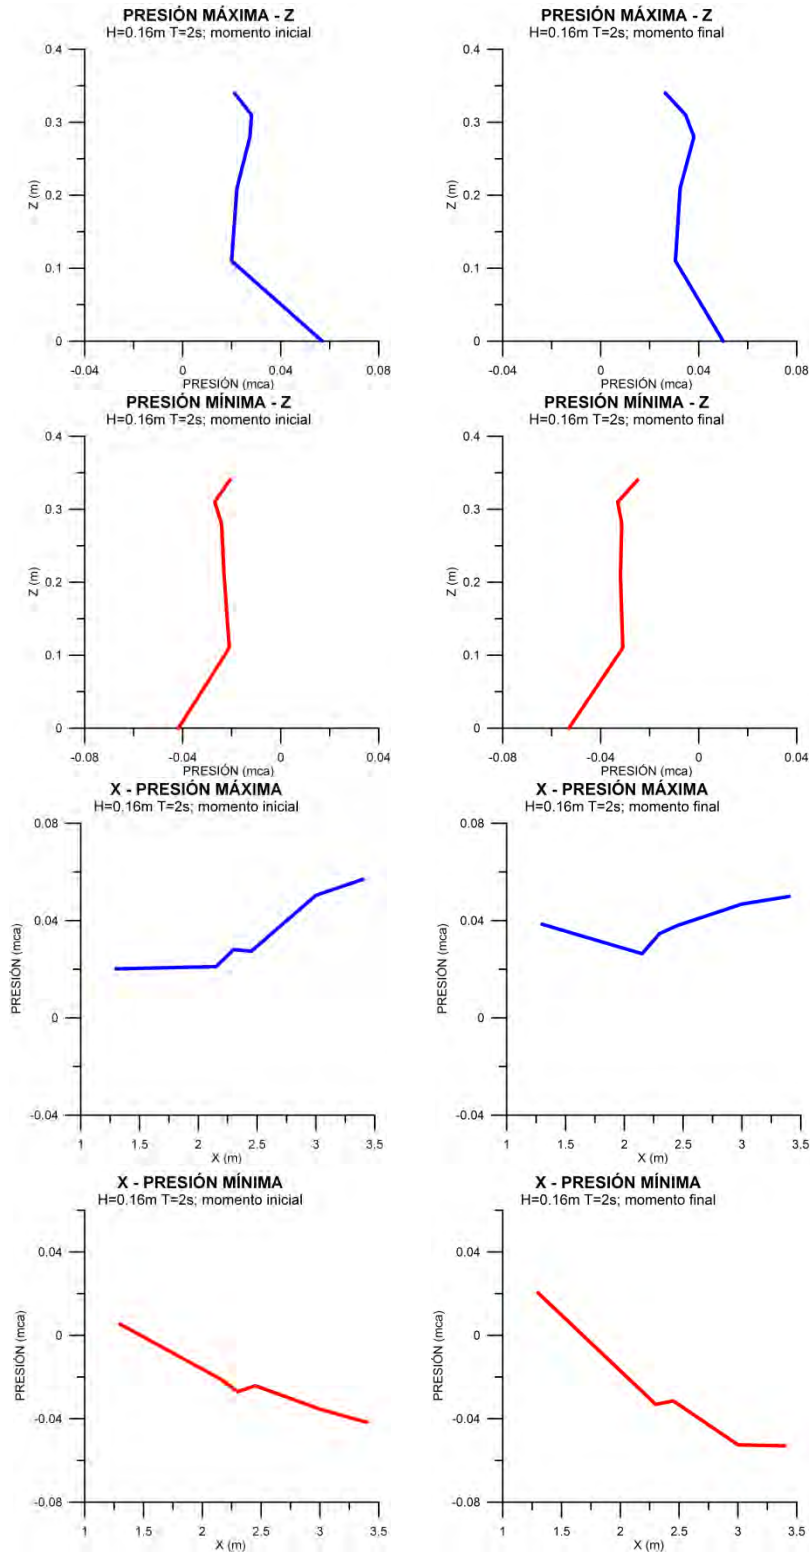 PRESIÓN MÁXIMA - Z
H=0.16m T=2s; momento inicial
0.4
0.3
0.2
0.1
0
Z (m)
-0.04 0 0.04 0.08
PRESIÓN (mca)
PRESIÓN MÁXIMA - Z
H=0.16m T=2s; momento final
0.4
0.3
0.2
0.1
0
Z (m)
-0.04 0 0.04 0.08
PRESIÓN (mca)
PRESIÓN MÍNIMA - Z
H=0.16m T=2s; momento inicial
0.4
0.3
0.2
0.1
0
Z (m)
-0.08 -0.04 0 0.04
PRESIÓN (mca)
PRESIÓN MÍNIMA - Z
H=0.16m T=2s; momento final
0.4
0.3
0.2
0.1
0
Z (m)
-0.08 -0.04 0 0.04
PRESIÓN (mca)
X - PRESIÓN MÁXIMA
H=0.16m T=2s; momento inicial
0.08
0.04
0
-0.04
PRESIÓN (mca)
1 1.5 2 2.5 3 3.5
X (m)
X - PRESIÓN MÁXIMA
H=0.16m T=2s; momento final
0.08
0.04
0
-0.04
PRESIÓN (mca)
1 1.5 2 2.5 3 3.5
X (m)
X - PRESIÓN MÍNIMA
H=0.16m T=2s; momento inicial
0.04
0
-0.04
-0.08
PRESIÓN (mca)
1 1.5 2 2.5 3 3.5
X (m)
X - PRESIÓN MÍNIMA
H=0.16m T=2s; momento final
0.04
0
-0.04
-0.08
PRESIÓN (mca)
1 1.5 2 2.5 3 3.5
X (m)